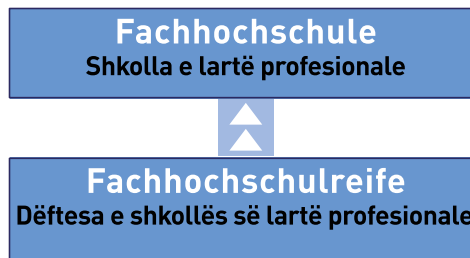 Fachhochschule
Shkolla e lartë profesionale
Fachhochschulreife
Dëftesa e shkollës së lartë profesionale